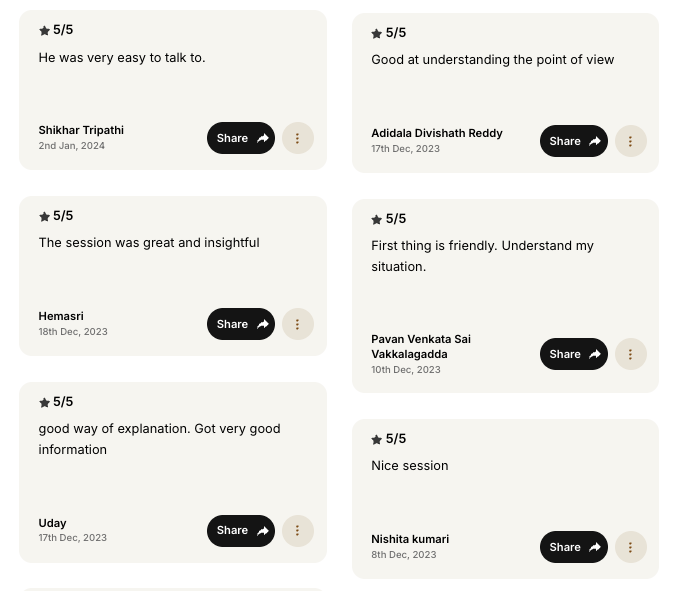 5/5
He was very easy to talk to.
Shikhar Tripathi
2nd Jan, 2024
Share
5/5
Good at understanding the point of view
Adidala Divishath Reddy
17th Dec, 2023
Share
5/5
The session was great and insightful
Hemasri
18th Dec, 2023
Share
5/5
First thing is friendly. Understand my
situation.
Pavan Venkata Sai
Vakkalagadda
10th Dec, 2023
Share
5/5
good way of explanation. Got very good
information
Uday
17th Dec, 2023
Share
5/5
Nice session
Nishita kumari
8th Dec, 2023
Share